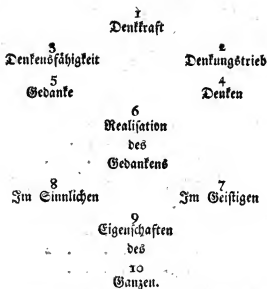 1
Denkkraft
3 2
Denkensfähigkeit Denkungstrieb
5 4
Gedanke Denken
6
Realisation
des
Gedankens
8 7
Im Sinnlichen Im Geistigen
9
Eigenschaften
des
10
Ganzen.